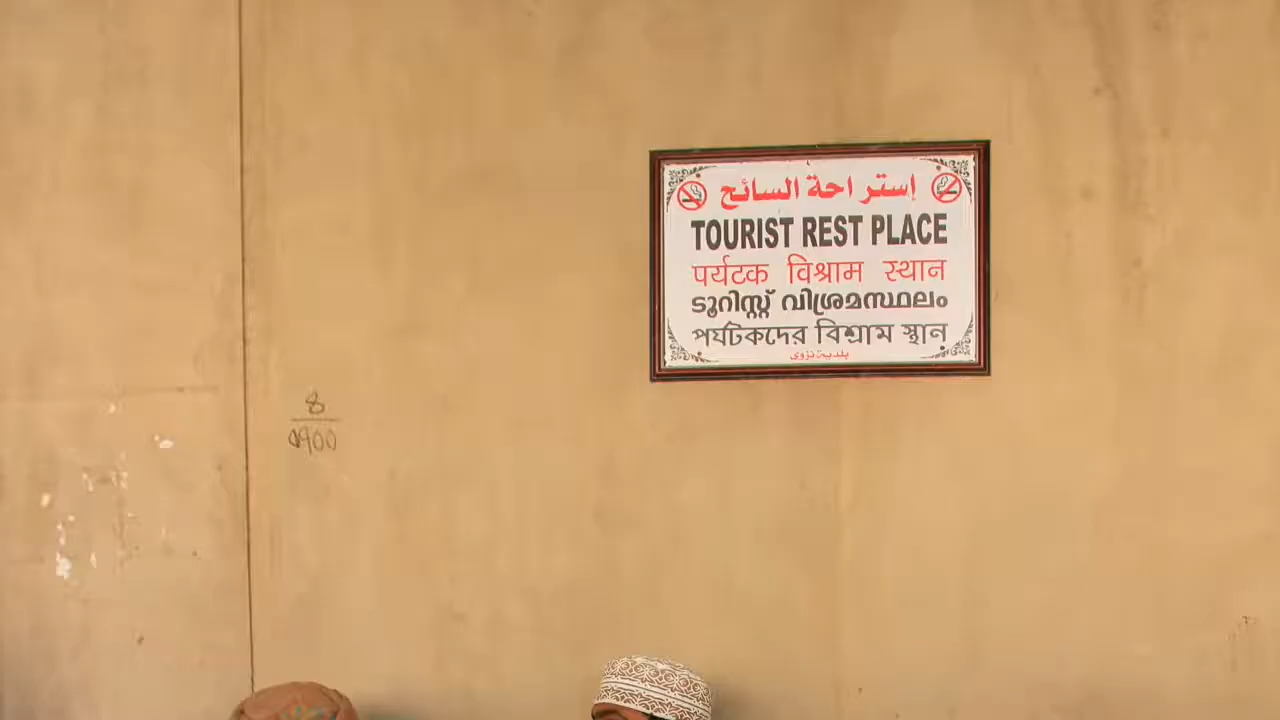 إستراحة السائح
TOURIST REST PLACE
पर्यटक विश्राम स्थान
ടൂറിസ്റ്റ് വിശ്രമസ്ഥലം
পর্যটকদের বিশ্রাম স্থান
بلدية نزوى
8